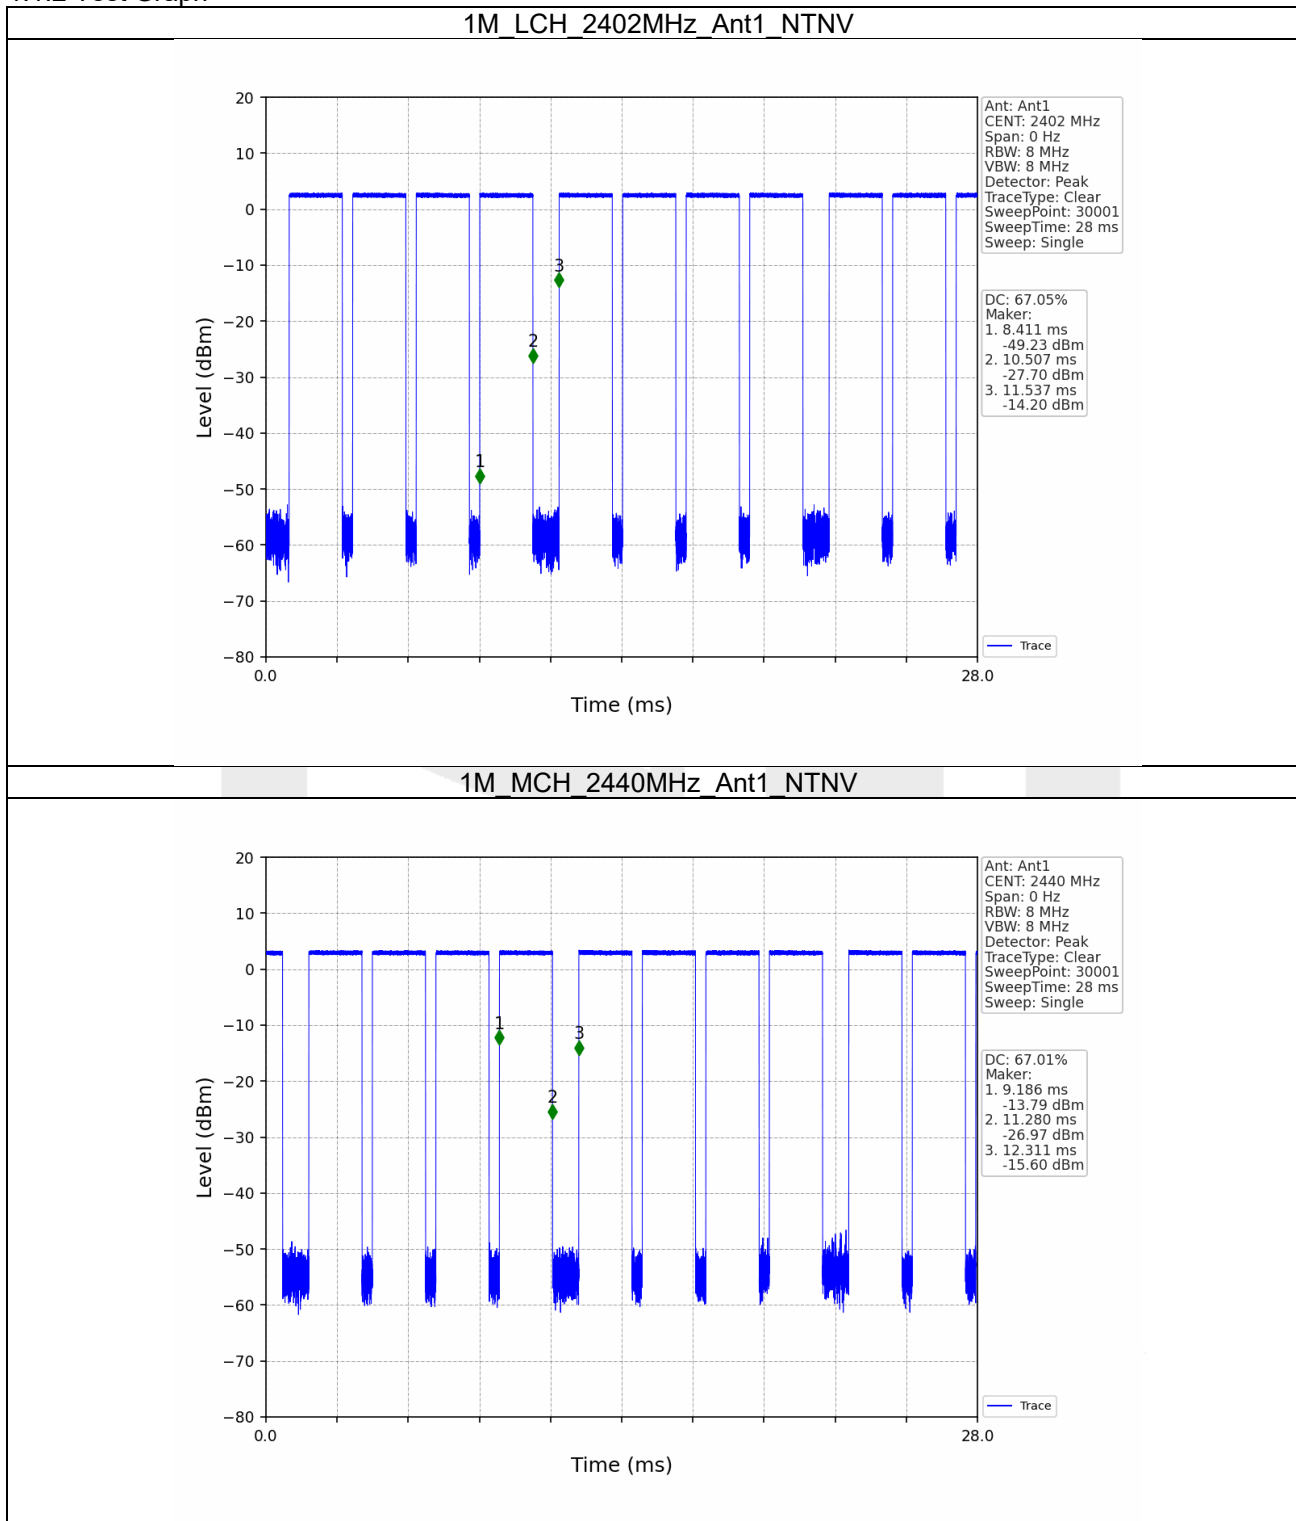 4.1.2 Test Graph
1M_LCH_2402MHz_Ant1_NTNV
20
10
0
−10
−20
−30
−40
−50
−60
−70
−80
Level (dBm)
0.0
28.0
Time (ms)
1
2
3
Ant: Ant1
CENT: 2402 MHz
Span: 0 Hz
RBW: 8 MHz
VBW: 8 MHz
Detector: Peak
TraceType: Clear
SweepPoint: 30001
SweepTime: 28 ms
Sweep: Single
DC: 67.05%
Maker:
1. 8.411 ms
-49.23 dBm
2. 10.507 ms
-27.70 dBm
3. 11.537 ms
-14.20 dBm
Trace
1M_MCH_2440MHz_Ant1_NTNV
20
10
0
−10
−20
−30
−40
−50
−60
−70
−80
Level (dBm)
0.0
28.0
Time (ms)
1
2
3
Ant: Ant1
CENT: 2440 MHz
Span: 0 Hz
RBW: 8 MHz
VBW: 8 MHz
Detector: Peak
TraceType: Clear
SweepPoint: 30001
SweepTime: 28 ms
Sweep: Single
DC: 67.01%
Maker:
1. 9.186 ms
-13.79 dBm
2. 11.280 ms
-26.97 dBm
3. 12.311 ms
-15.60 dBm
Trace